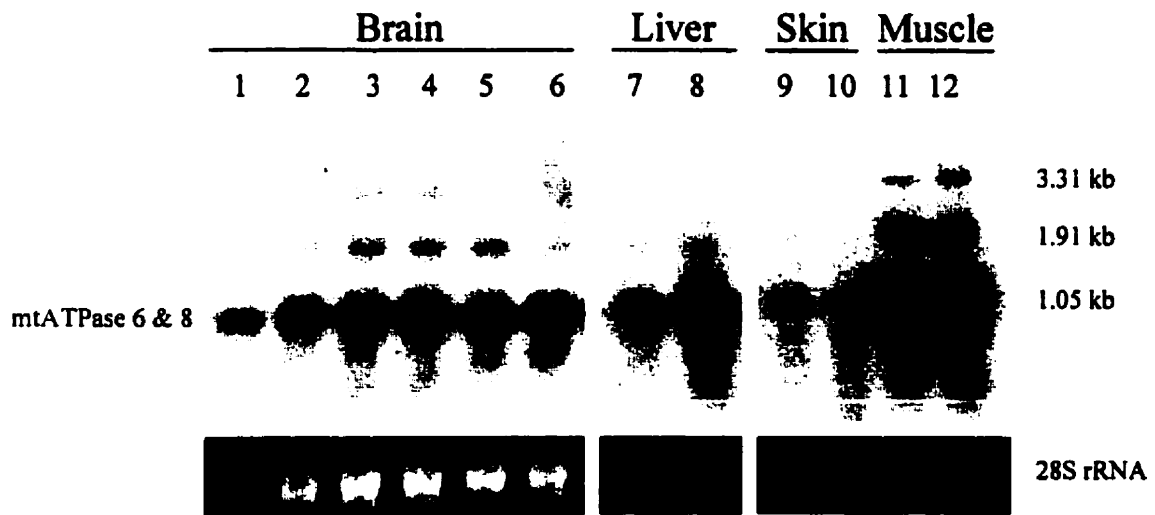 Brain Liver Skin Muscle
1 2 3 4 5 6 7 8 9 10 11 12
3.31 kb
1.91 kb
1.05 kb
mtATPase 6 & 8
28S rRNA